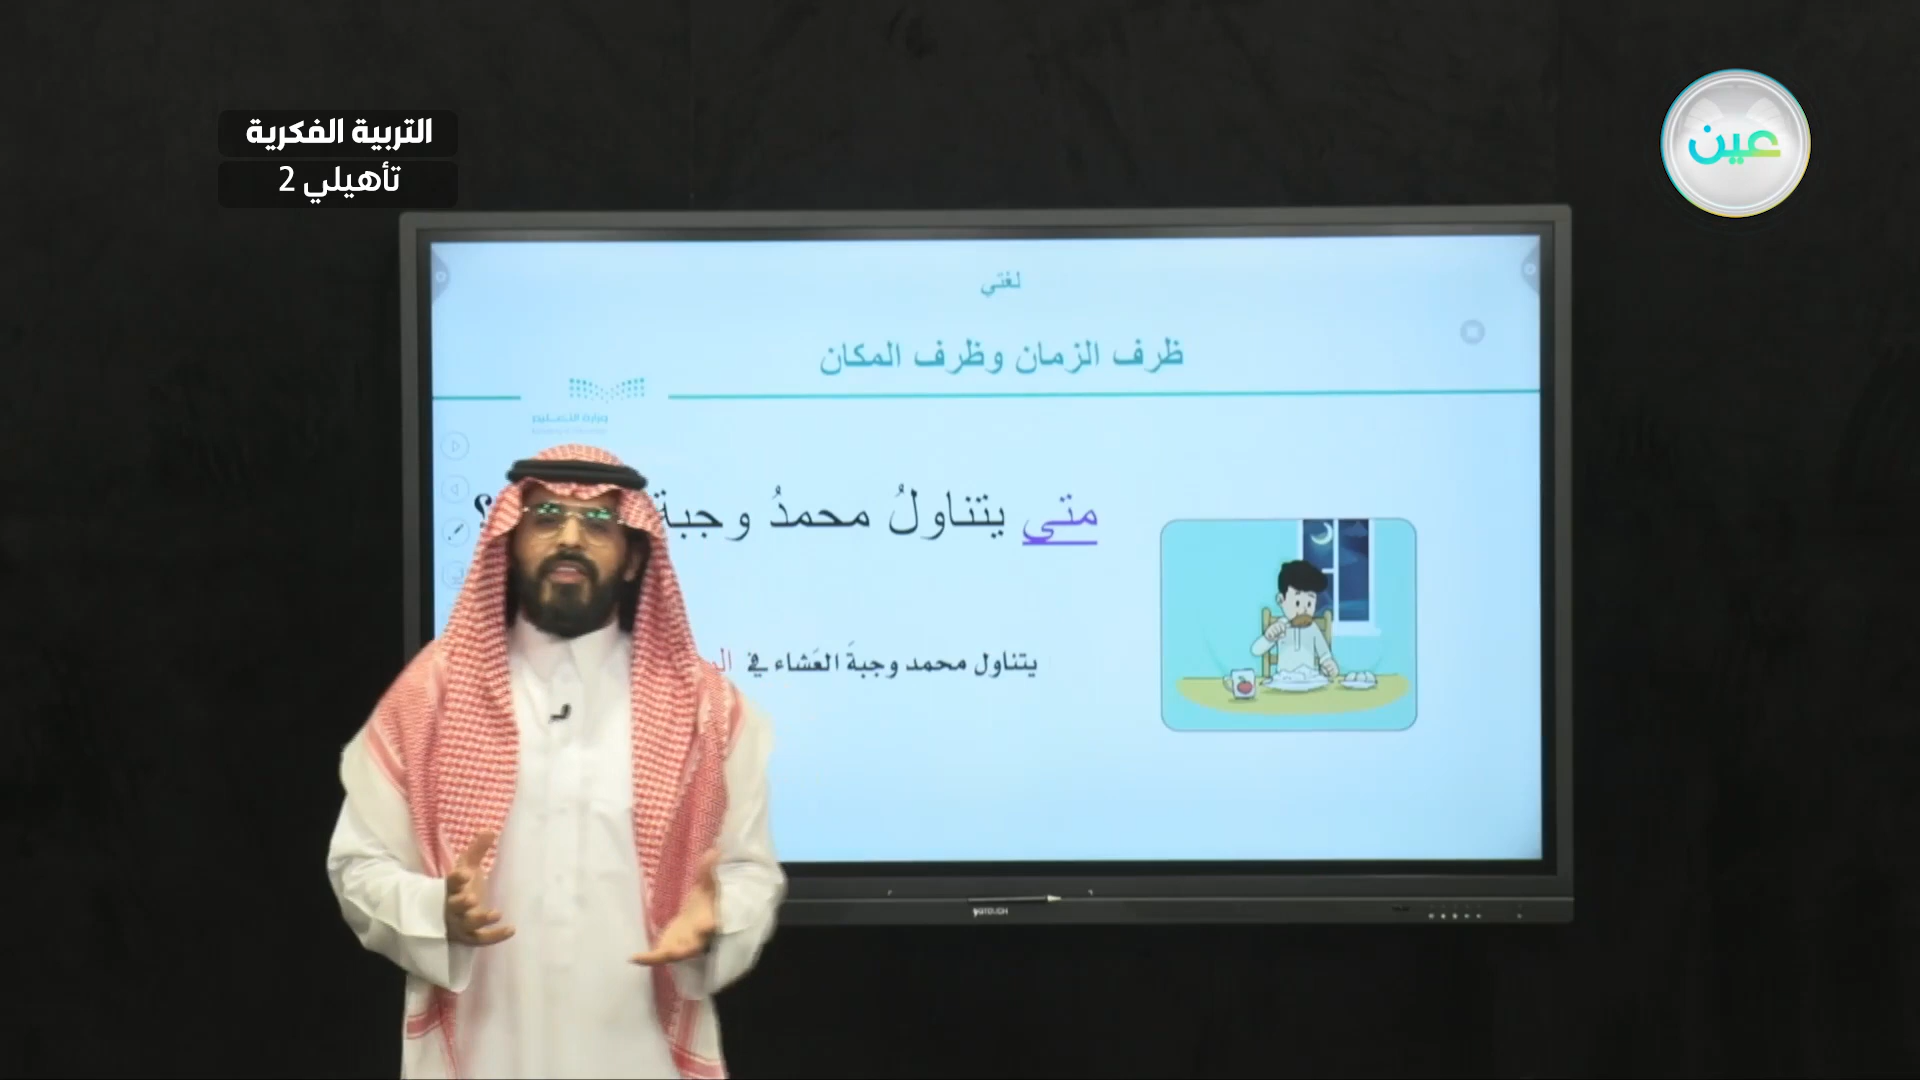 التربية الفكرية
تأهيلي 2
عين
لغتي
ظرف الزمان وظرف المكان
وزارة التعليم
متى يتناولُ محمدُ وجبة ؟
يتناول محمد وجبةَ العَشاء في